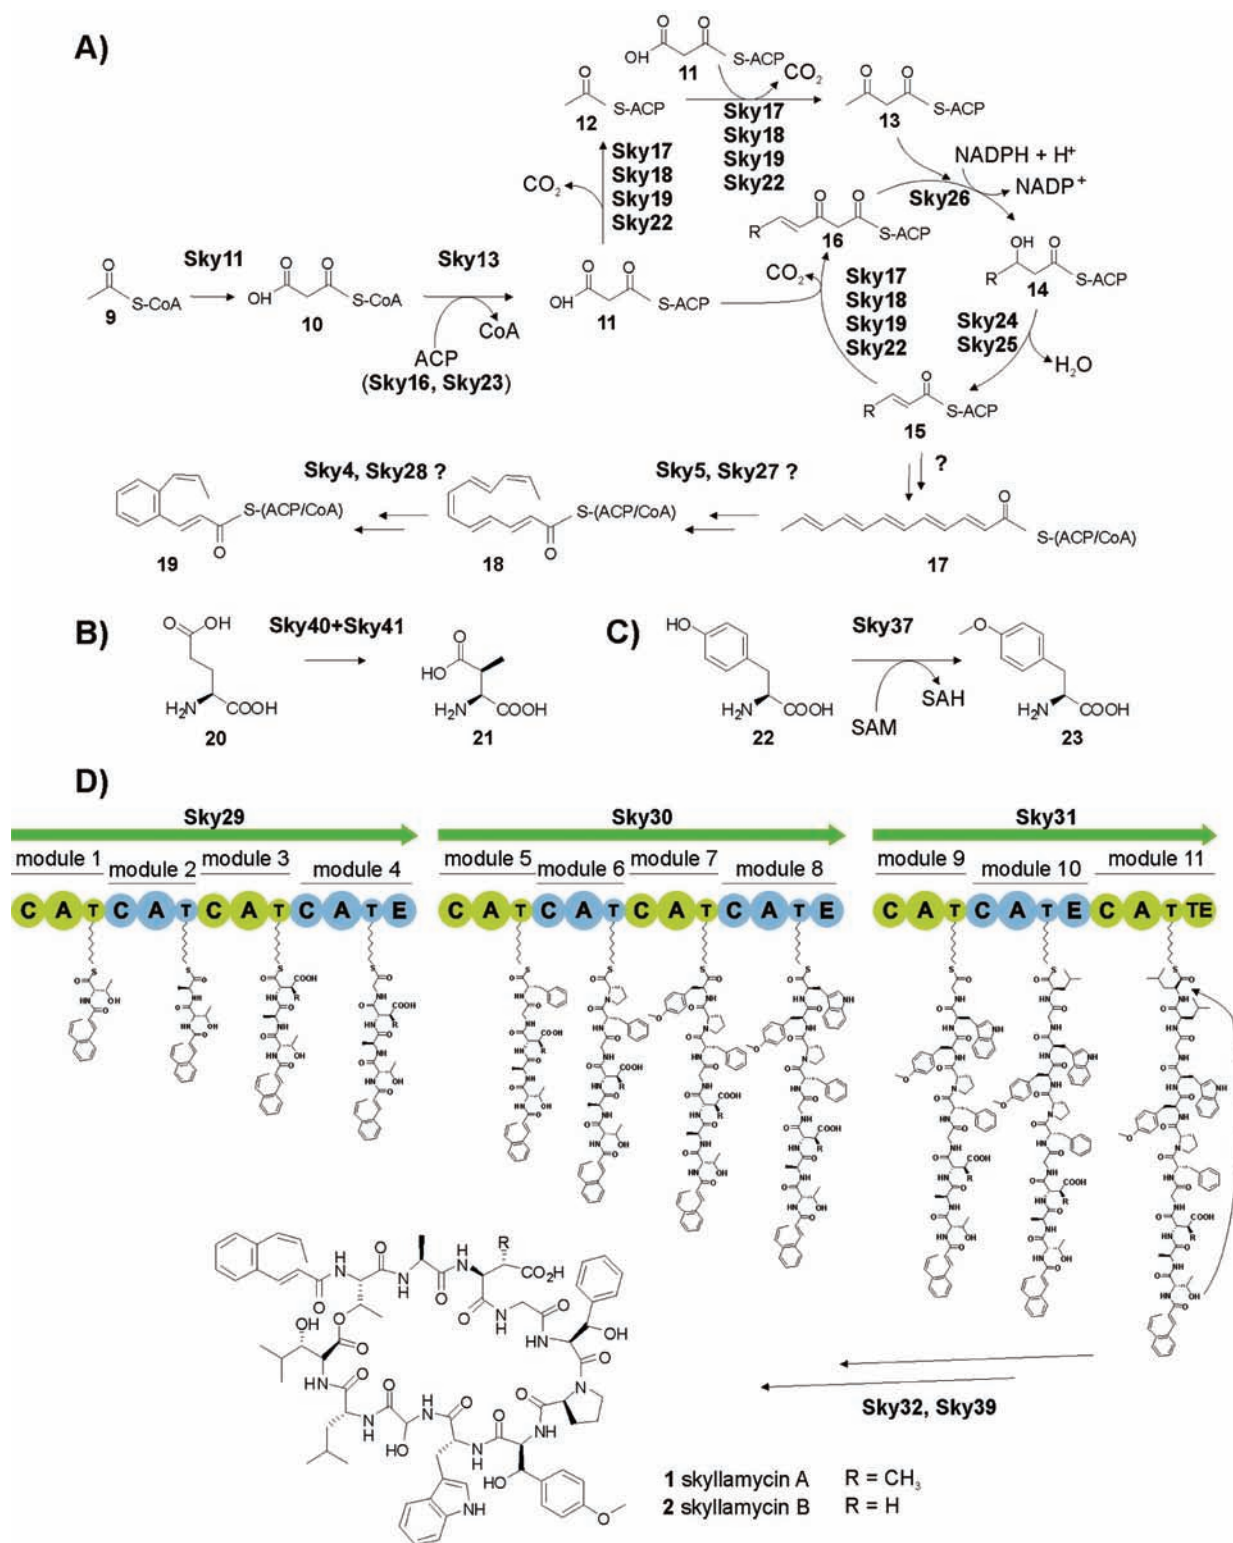 A)
OH
O
O
S-ACP
11
CO₂
O
S-ACP
12
Sky17
Sky18
Sky19
Sky22
O
O
S-ACP
13
NADPH + H⁺
NADP⁺
Sky26
CO₂
Sky17
Sky18
Sky19
Sky22
R
O
O
S-ACP
16
OH
O
R
S-ACP
14
Sky11
Sky13
O
S-CoA
9
O
O
OH
S-CoA
10
CoA
ACP
(Sky16, Sky23)
O
O
OH
S-ACP
11
CO₂
Sky17
Sky18
Sky19
Sky22
Sky24
Sky25
H₂O
O
R
S-ACP
15
?
Sky4, Sky28 ?
Sky5, Sky27 ?
S-(ACP/CoA)
O
19
S-(ACP/CoA)
O
18
O
S-(ACP/CoA)
17
B)
O
OH
H₂N
COOH
20
Sky40+Sky41
O
HO
H₂N
COOH
21
C)
HO
H₂N
COOH
22
Sky37
SAM
SAH
O
H₂N
COOH
23
D)
Sky29
Sky30
Sky31
module 1
module 2
module 3
module 4
module 5
module 6
module 7
module 8
module 9
module 10
module 11
C A T C A T C A T C A T E
C A T C A T C A T C A T E
C A T C A T E C A T TE
Sky32, Sky39
1 skyllamycin A R = CH₃
2 skyllamycin B R = H